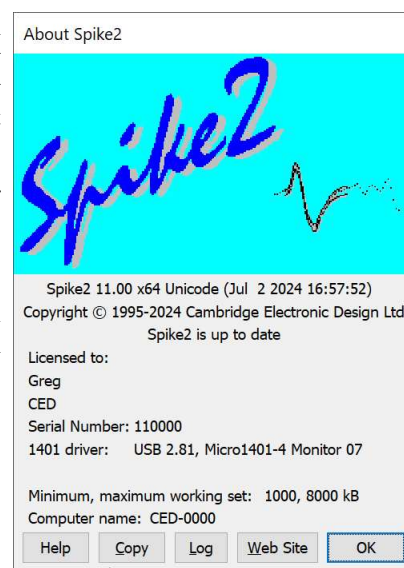 About Spike2
Spike2
Spike2 11.00 x64 Unicode (Jul 2 2024 16:57:52)
Copyright © 1995-2024 Cambridge Electronic Design Ltd
Spike2 is up to date
Licensed to:
Greg
CED
Serial Number: 110000
1401 driver: USB 2.81, Micro1401-4 Monitor 07
Minimum, maximum working set: 1000, 8000 kB
Computer name: CED-0000
Help Copy Log Web Site OK